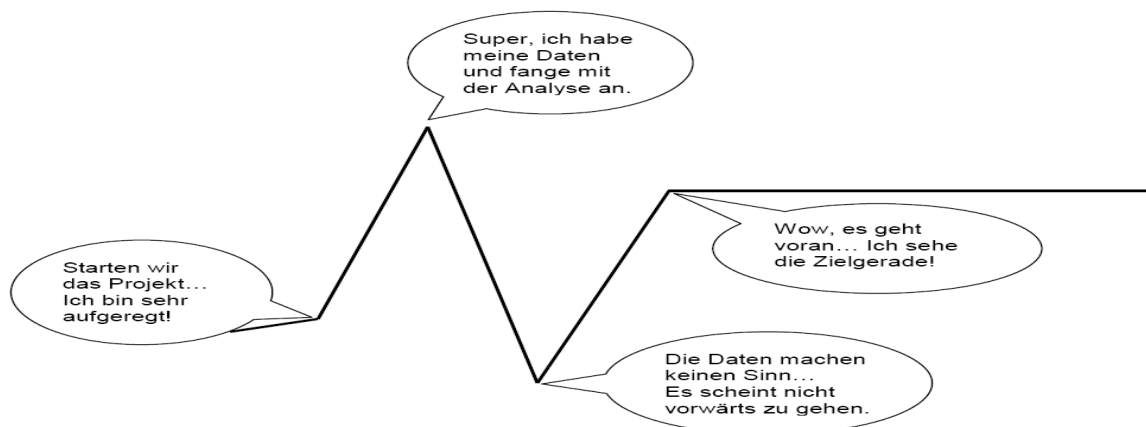 Super, ich habe
meine Daten
und fange mit
der Analyse an.
Starten wir
das Projekt...
Ich bin sehr
aufgeregt!
Wow, es geht
voran... Ich sehe
die Zielgerade!
Die Daten machen
keinen Sinn...
Es scheint nicht
vorwärts zu gehen.